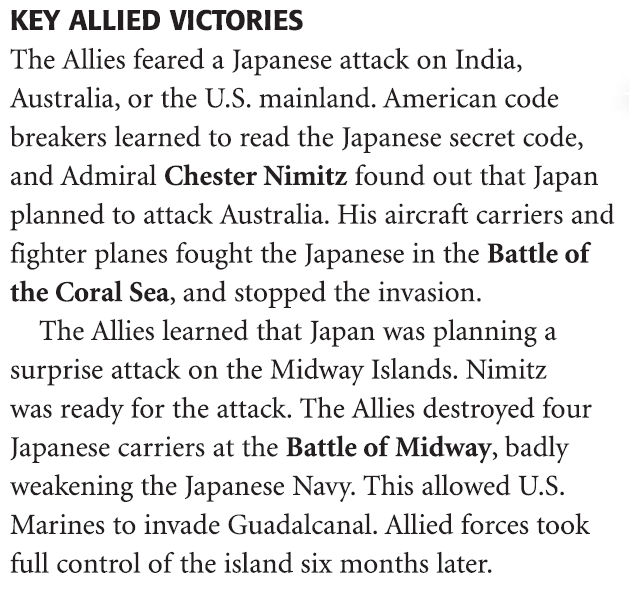 KEY ALLIED VICTORIES
The Allies feared a Japanese attack on India,
Australia, or the U.S. mainland. American code
breakers learned to read the Japanese secret code,
and Admiral Chester Nimitz found out that Japan
planned to attack Australia. His aircraft carriers and
fighter planes fought the Japanese in the Battle of
the Coral Sea, and stopped the invasion.
The Allies learned that Japan was planning a
surprise attack on the Midway Islands. Nimitz
was ready for the attack. The Allies destroyed four
Japanese carriers at the Battle of Midway, badly
weakening the Japanese Navy. This allowed U.S.
Marines to invade Guadalcanal. Allied forces took
full control of the island six months later.